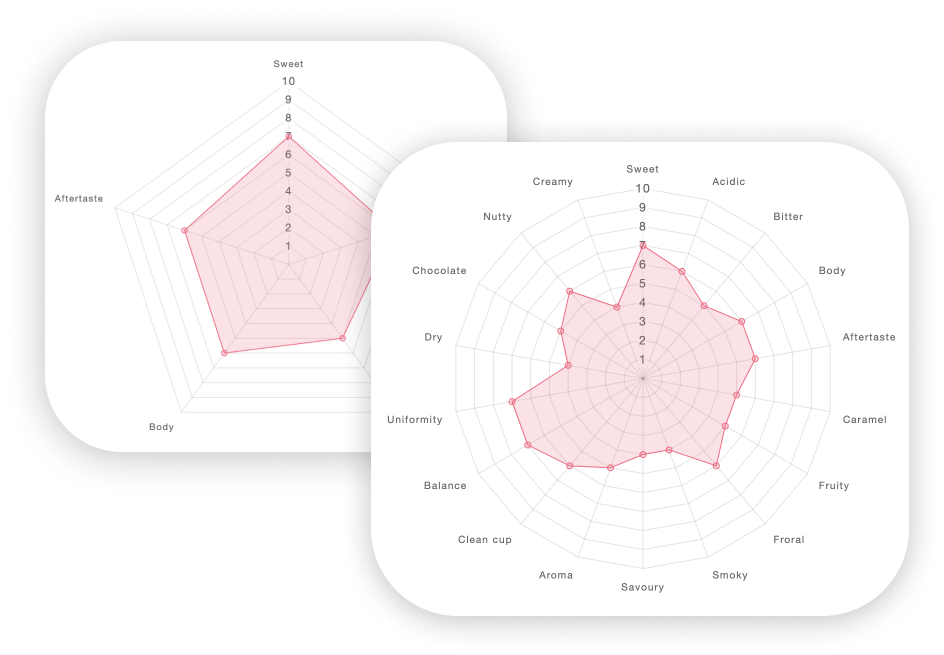 Sweet
10
9
8
7
6
5
4
3
2
1
Aftertaste
Body
Sweet
10
9
8
7
6
5
4
3
2
1
Acidic
Bitter
Body
Aftertaste
Caramel
Fruity
Froral
Smoky
Savoury
Aroma
Clean cup
Balance
Uniformity
Dry
Chocolate
Nutty
Creamy